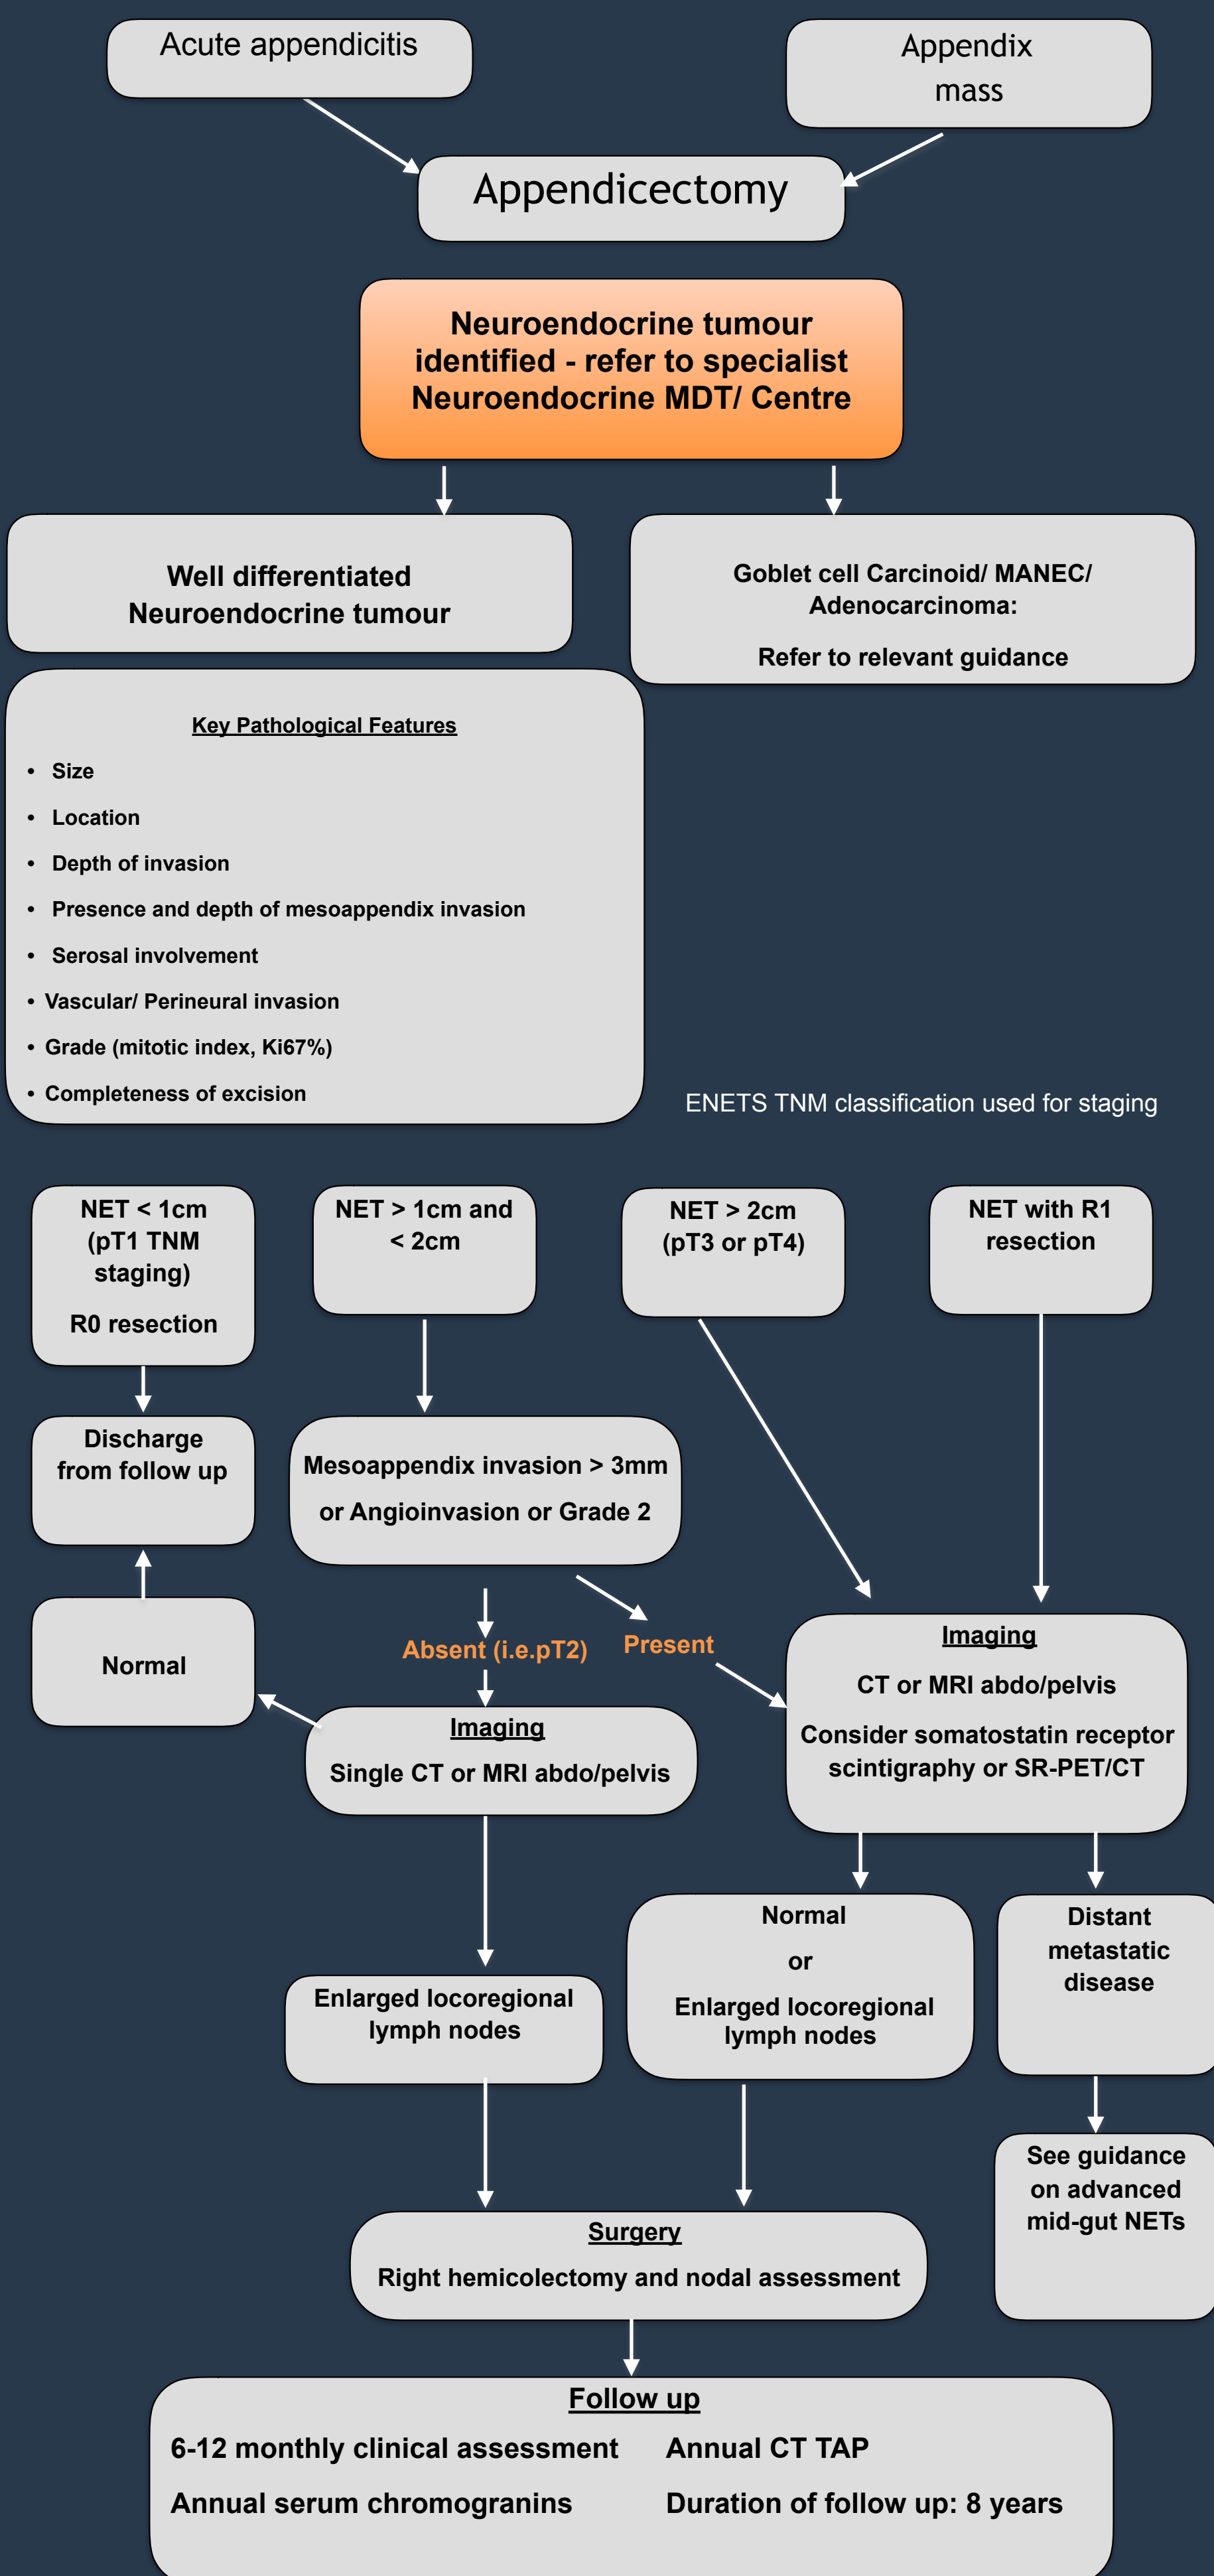 Acute appendicitis
Appendix
mass
Appendicectomy
Neuroendocrine tumour
identified - refer to specialist
Neuroendocrine MDT/ Centre
Well differentiated
Neuroendocrine tumour
Goblet cell Carcinoid/ MANEC/
Adenocarcinoma:
Refer to relevant guidance
Key Pathological Features
• Size
• Location
• Depth of invasion
• Presence and depth of mesoappendix invasion
• Serosal involvement
• Vascular/ Perineural invasion
• Grade (mitotic index, Ki67%)
• Completeness of excision
ENETS TNM classification used for staging
NET < 1cm
(pT1 TNM
staging)
R0 resection
NET > 1cm and
< 2cm
NET > 2cm
(pT3 or pT4)
NET with R1
resection
Discharge
from follow up
Mesoappendix invasion > 3mm
or Angioinvasion or Grade 2
Normal
Absent (i.e.pT2)
Present
Imaging
Single CT or MRI abdo/pelvis
Imaging
CT or MRI abdo/pelvis
Consider somatostatin receptor
scintigraphy or SR-PET/CT
Enlarged locoregional
lymph nodes
Normal
or
Enlarged locoregional
lymph nodes
Distant
metastatic
disease
See guidance
on advanced
mid-gut NETs
Surgery
Right hemicolectomy and nodal assessment
Follow up
6-12 monthly clinical assessment
Annual CT TAP
Annual serum chromogranins
Duration of follow up: 8 years